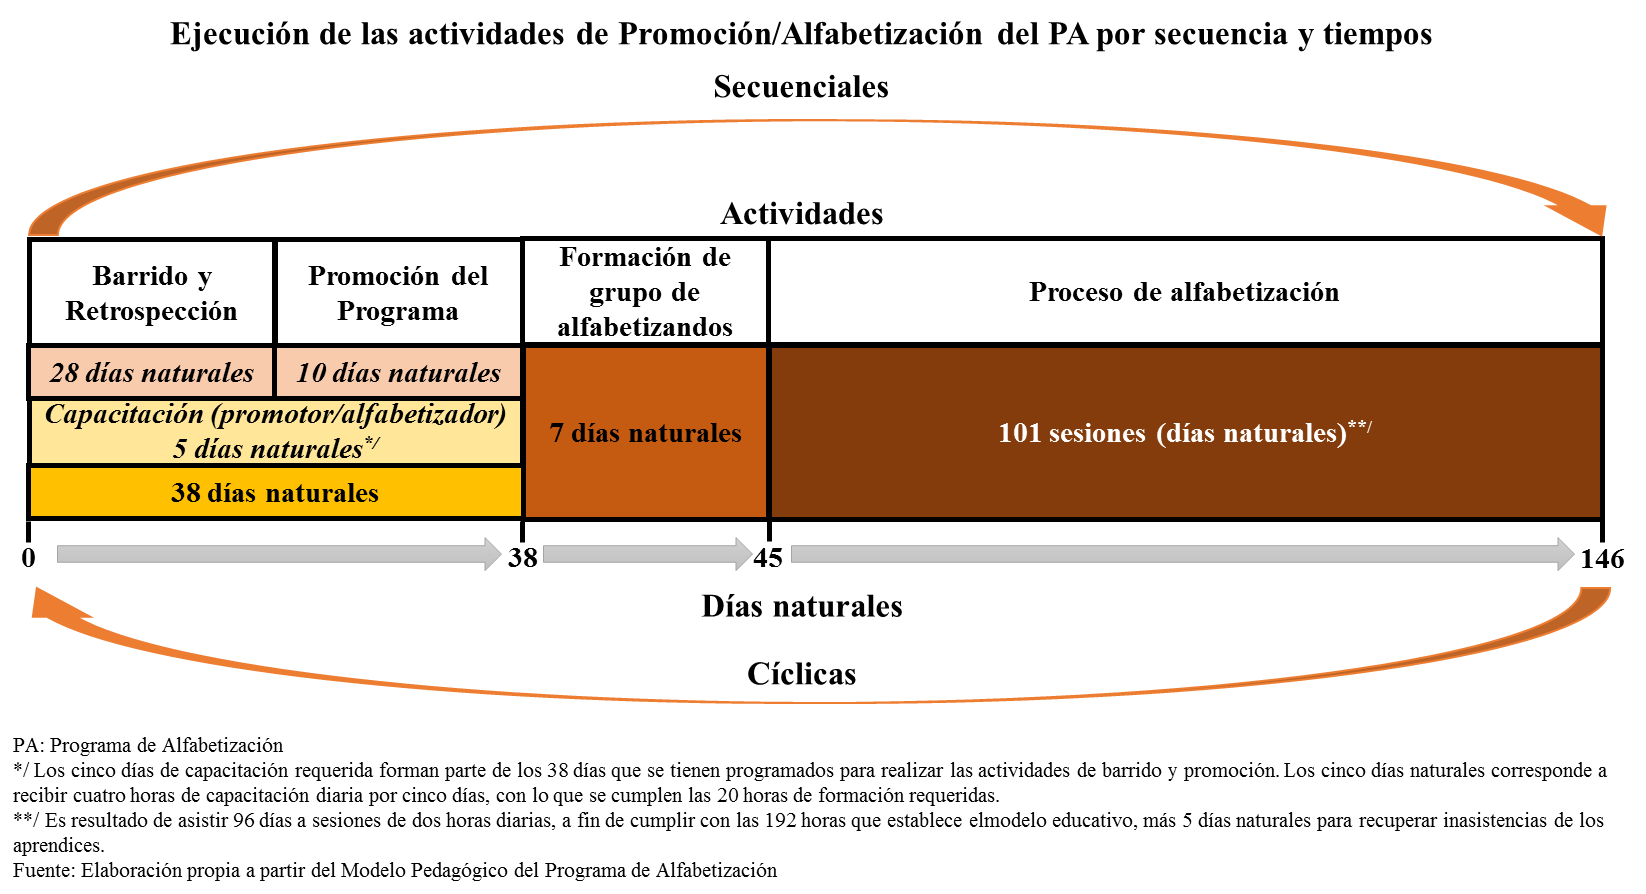 Ejecución de las actividades de Promoción/Alfabetización del PA por secuencia y tiempos
Secuenciales
Actividades
Barrido y
Retrospección
Promoción del
Programa
Formación de
grupo de
alfabetizandos
Proceso de alfabetización
28 días naturales
10 días naturales
Capacitación (promotor/alfabetizador)
5 días naturales*/
38 días naturales
7 días naturales
101 sesiones (días naturales)**/
0
38
45
146
Días naturales
Cíclicas
PA: Programa de Alfabetización
*/ Los cinco días de capacitación requerida forman parte de los 38 días que se tienen programados para realizar las actividades de barrido y promoción. Los cinco días naturales corresponde a
recibir cuatro horas de capacitación diaria por cinco días, con lo que se cumplen las 20 horas de formación requeridas.
**/ Es resultado de asistir 96 días a sesiones de dos horas diarias, a fin de cumplir con las 192 horas que establece elmodelo educativo, más 5 días naturales para recuperar inasistencias de los
aprendices.
Fuente: Elaboración propia a partir del Modelo Pedagógico del Programa de Alfabetización